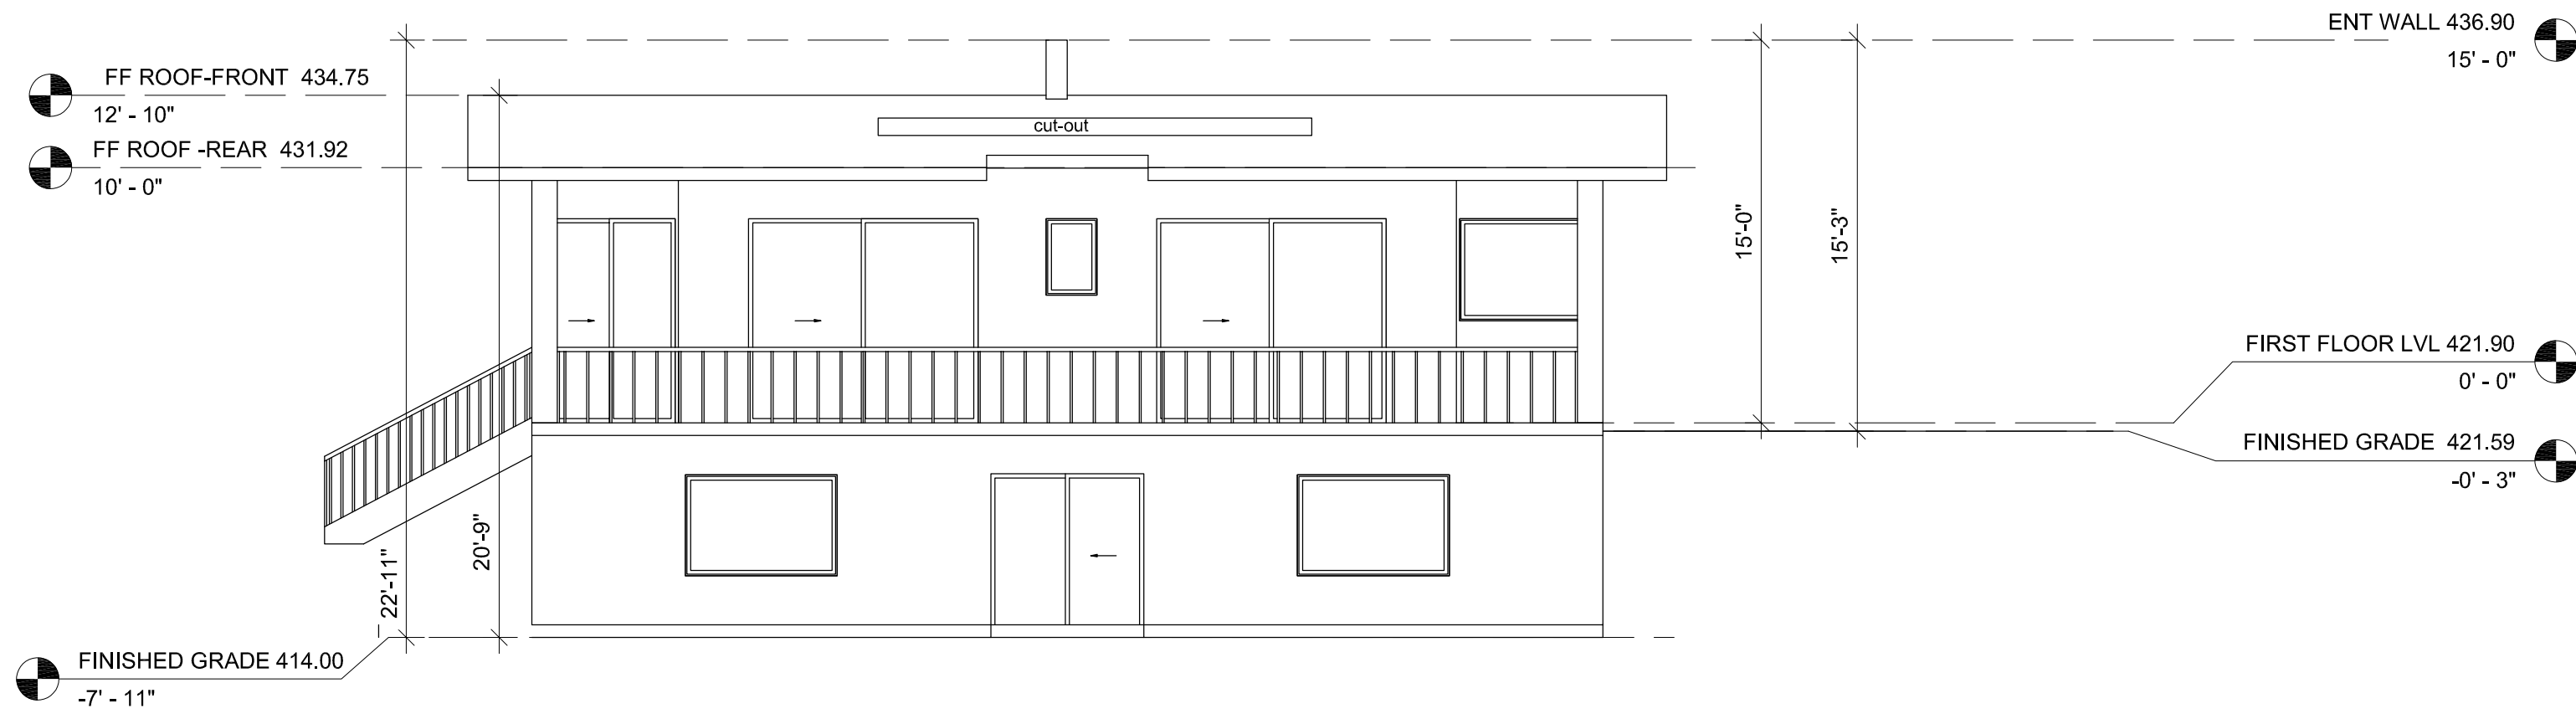 ENT WALL 436.90
15' - 0"
FF ROOF-FRONT 434.75
12' - 10"
FF ROOF -REAR 431.92
10' - 0"
cut-out
15'-0"
15'-3"
FIRST FLOOR LVL 421.90
0' - 0"
FINISHED GRADE 421.59
-0' - 3"
22'-11"
20'-9"
FINISHED GRADE 414.00
-7' - 11"